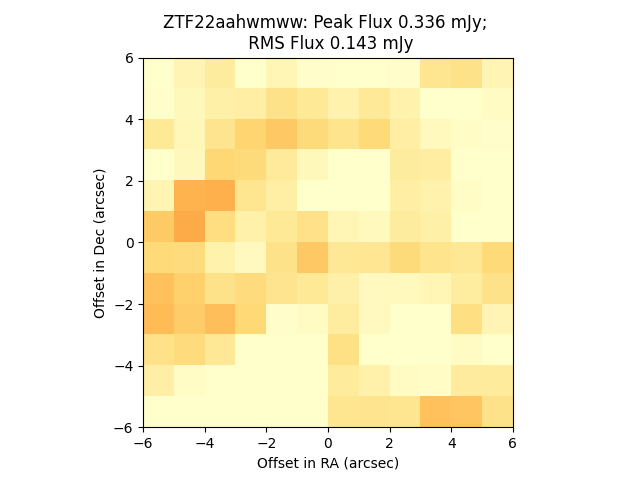 ZTF22aahwmww: Peak Flux 0.336 mJy;
RMS Flux 0.143 mJy
6
4
2
0
−2
−4
−6
Offset in Dec (arcsec)
−6 −4 −2 0 2 4 6
Offset in RA (arcsec)